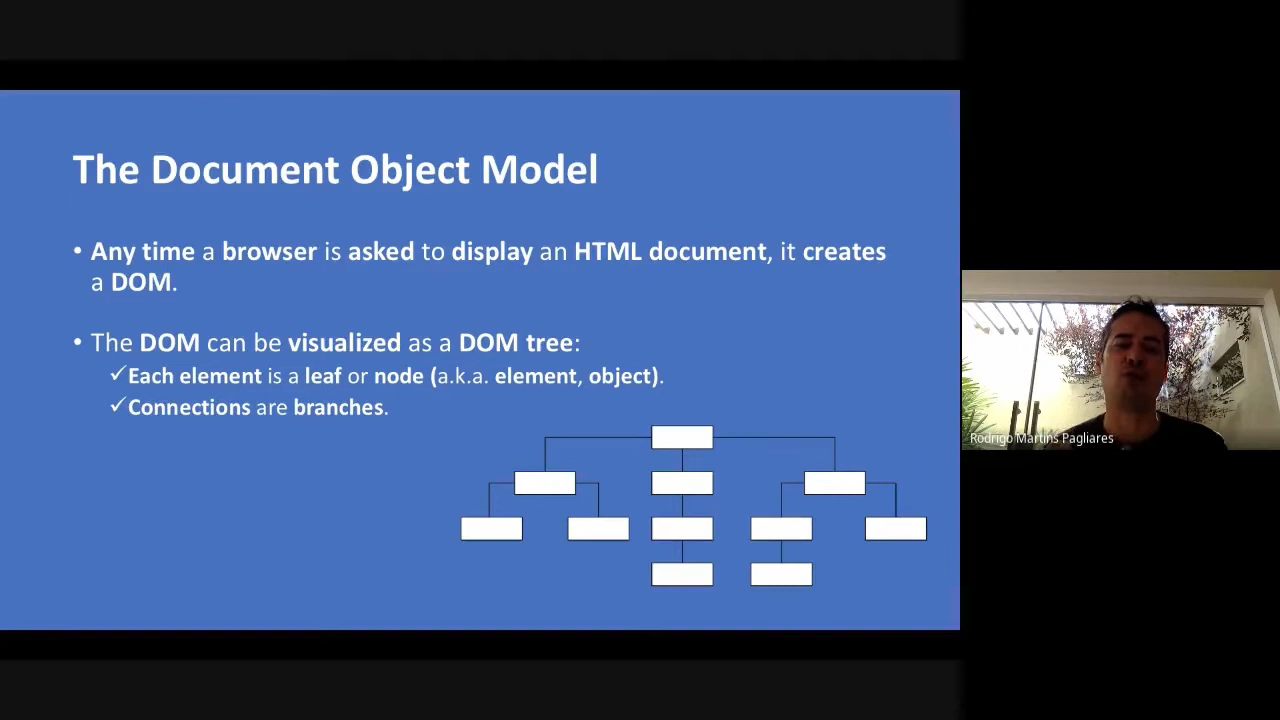 The Document Object Model
• Any time a browser is asked to display an HTML document, it creates
a DOM.
• The DOM can be visualized as a DOM tree:
✓Each element is a leaf or node (a.k.a. element, object).
✓Connections are branches.
Rodrigo Martins Pagliares